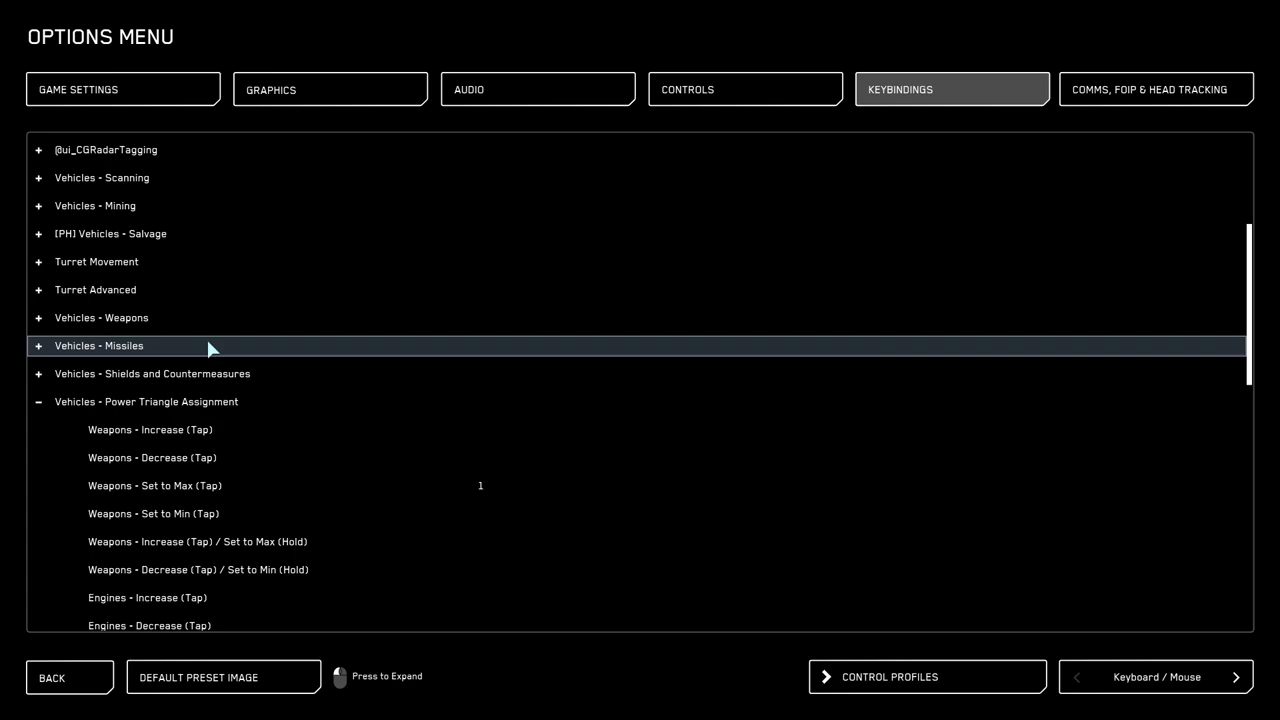 OPTIONS MENU
GAME SETTINGS
GRAPHICS
AUDIO
CONTROLS
KEYBINDINGS
COMMS, FOIP & HEAD TRACKING
+ @ui_CGRadarTagging
+ Vehicles - Scanning
+ Vehicles - Mining
+ [PH] Vehicles - Salvage
+ Turret Movement
+ Turret Advanced
+ Vehicles - Weapons
+ Vehicles - Missiles
+ Vehicles - Shields and Countermeasures
- Vehicles - Power Triangle Assignment
Weapons - Increase (Tap)
Weapons - Decrease (Tap)
Weapons - Set to Max (Tap) 1
Weapons - Set to Min (Tap)
Weapons - Increase (Tap) / Set to Max (Hold)
Weapons - Decrease (Tap) / Set to Min (Hold)
Engines - Increase (Tap)
Engines - Decrease (Tap)
BACK
DEFAULT PRESET IMAGE
Press to Expand
CONTROL PROFILES
Keyboard / Mouse